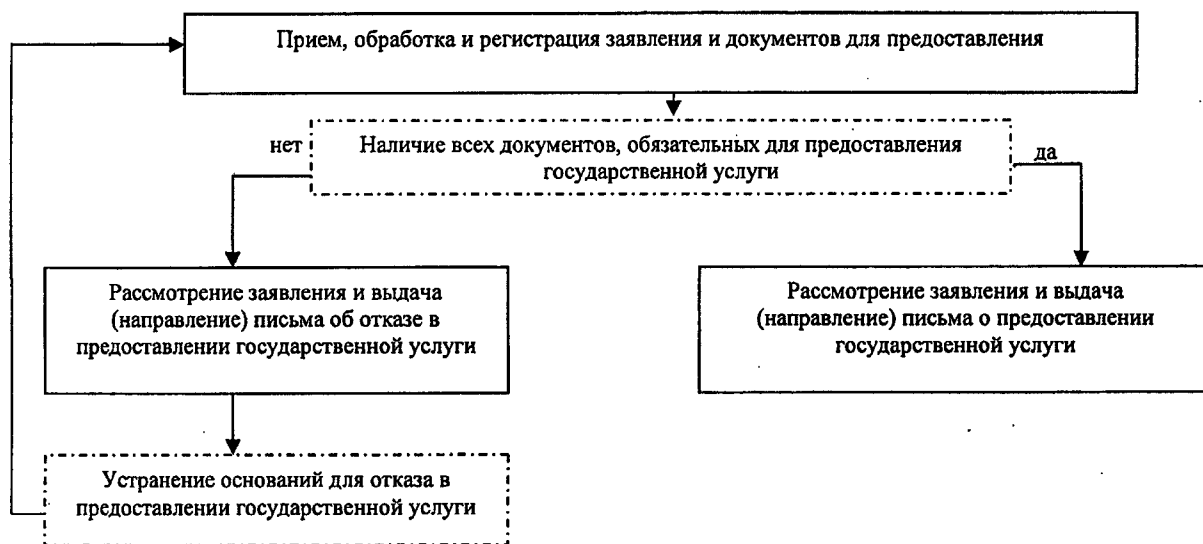 Прием, обработка и регистрация заявления и документов для предоставления
нет
Наличие всех документов, обязательных для предоставления
государственной услуги
да
Рассмотрение заявления и выдача
(направление) письма об отказе в
предоставлении государственной услуги
Рассмотрение заявления и выдача
(направление) письма о предоставлении
государственной услуги
Устранение оснований для отказа в
предоставлении государственной услуги